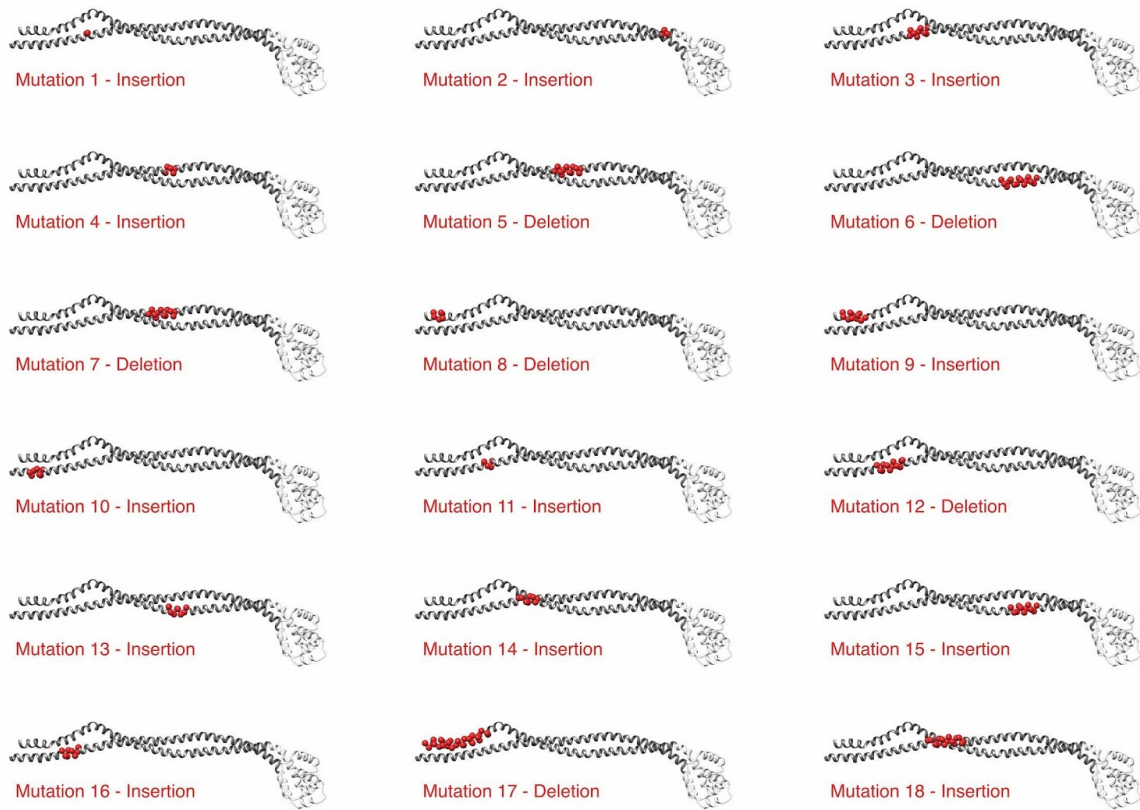 Mutation 1 - Insertion
Mutation 2 - Insertion
Mutation 3 - Insertion
Mutation 4 - Insertion
Mutation 5 - Deletion
Mutation 6 - Deletion
Mutation 7 - Deletion
Mutation 8 - Deletion
Mutation 9 - Insertion
Mutation 10 - Insertion
Mutation 11 - Insertion
Mutation 12 - Deletion
Mutation 13 - Insertion
Mutation 14 - Insertion
Mutation 15 - Insertion
Mutation 16 - Insertion
Mutation 17 - Deletion
Mutation 18 - Insertion